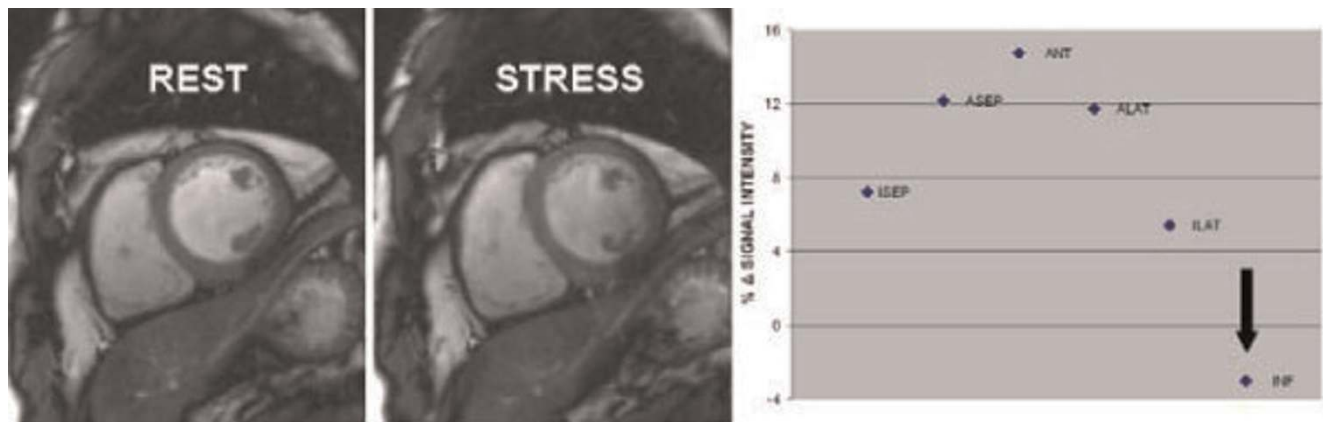 REST
STRESS
% Δ SIGNAL INTENSITY
16
12
8
4
0
-4
ANT
ASEP
ALAT
ISEP
ILAT
INF